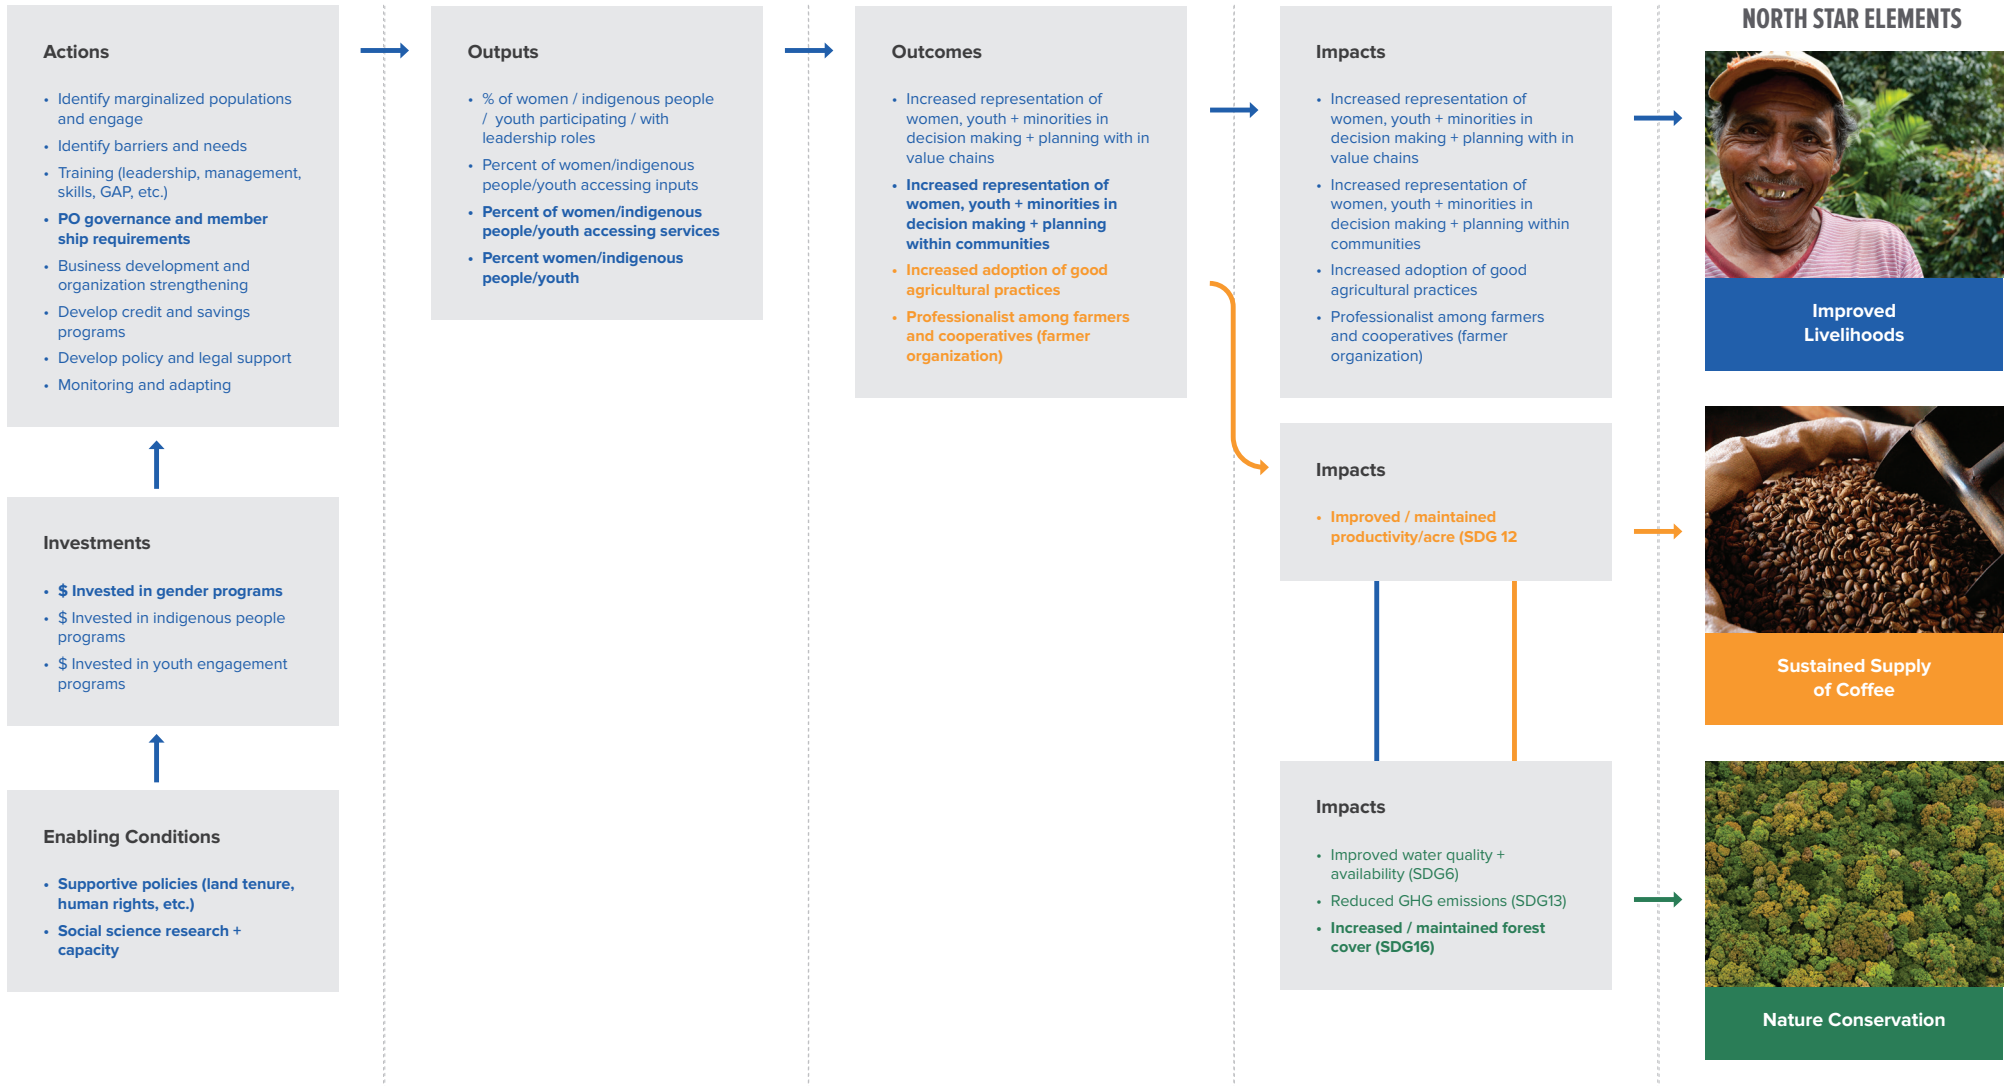 Actions
• Identify marginalized populations
and engage
• Identify barriers and needs
• Training (leadership, management,
skills, GAP, etc.)
• PO governance and member
ship requirements
• Business development and
organization strengthening
• Develop credit and savings
programs
• Develop policy and legal support
• Monitoring and adapting
Investments
• $ Invested in gender programs
• $ Invested in indigenous people
programs
• $ Invested in youth engagement
programs
Enabling Conditions
• Supportive policies (land tenure,
human rights, etc.)
• Social science research +
capacity
Outputs
• % of women / indigenous people
/ youth participating / with
leadership roles
• Percent of women/indigenous
people/youth accessing inputs
• Percent of women/indigenous
people/youth accessing services
• Percent women/indigenous
people/youth
Outcomes
• Increased representation of
women, youth + minorities in
decision making + planning with in
value chains
• Increased representation of
women, youth + minorities in
decision making + planning
within communities
• Increased adoption of good
agricultural practices
• Professionalist among farmers
and cooperatives (farmer
organization)
Impacts
• Increased representation of
women, youth + minorities in
decision making + planning with in
value chains
• Increased representation of
women, youth + minorities in
decision making + planning within
communities
• Increased adoption of good
agricultural practices
• Professionalist among farmers
and cooperatives (farmer
organization)
Impacts
• Improved / maintained
productivity/acre (SDG 12
Impacts
• Improved water quality +
availability (SDG6)
• Reduced GHG emissions (SDG13)
• Increased / maintained forest
cover (SDG16)
NORTH STAR ELEMENTS
Improved
Livelihoods
Sustained Supply
of Coffee
Nature Conservation